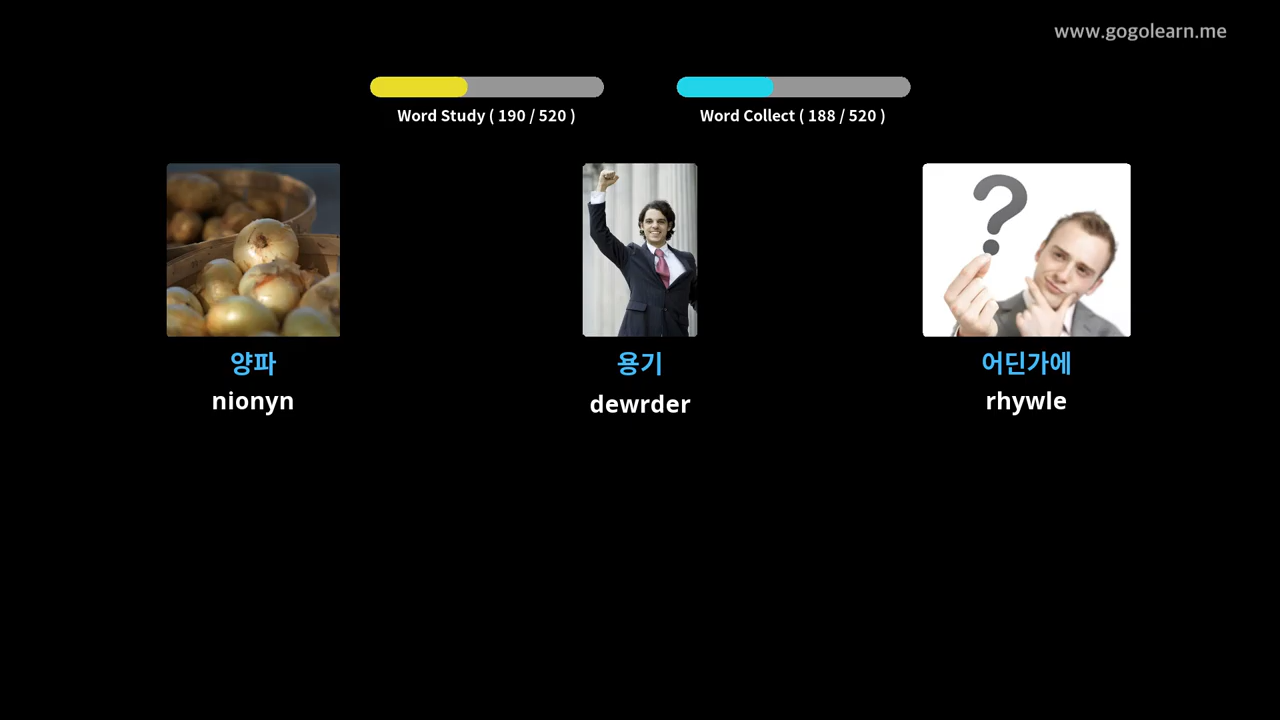 www.gogolearn.me
Word Study ( 190 / 520 )
Word Collect ( 188 / 520 )
양파
용기
어딘가에
nionyn
dewrder
rhywle